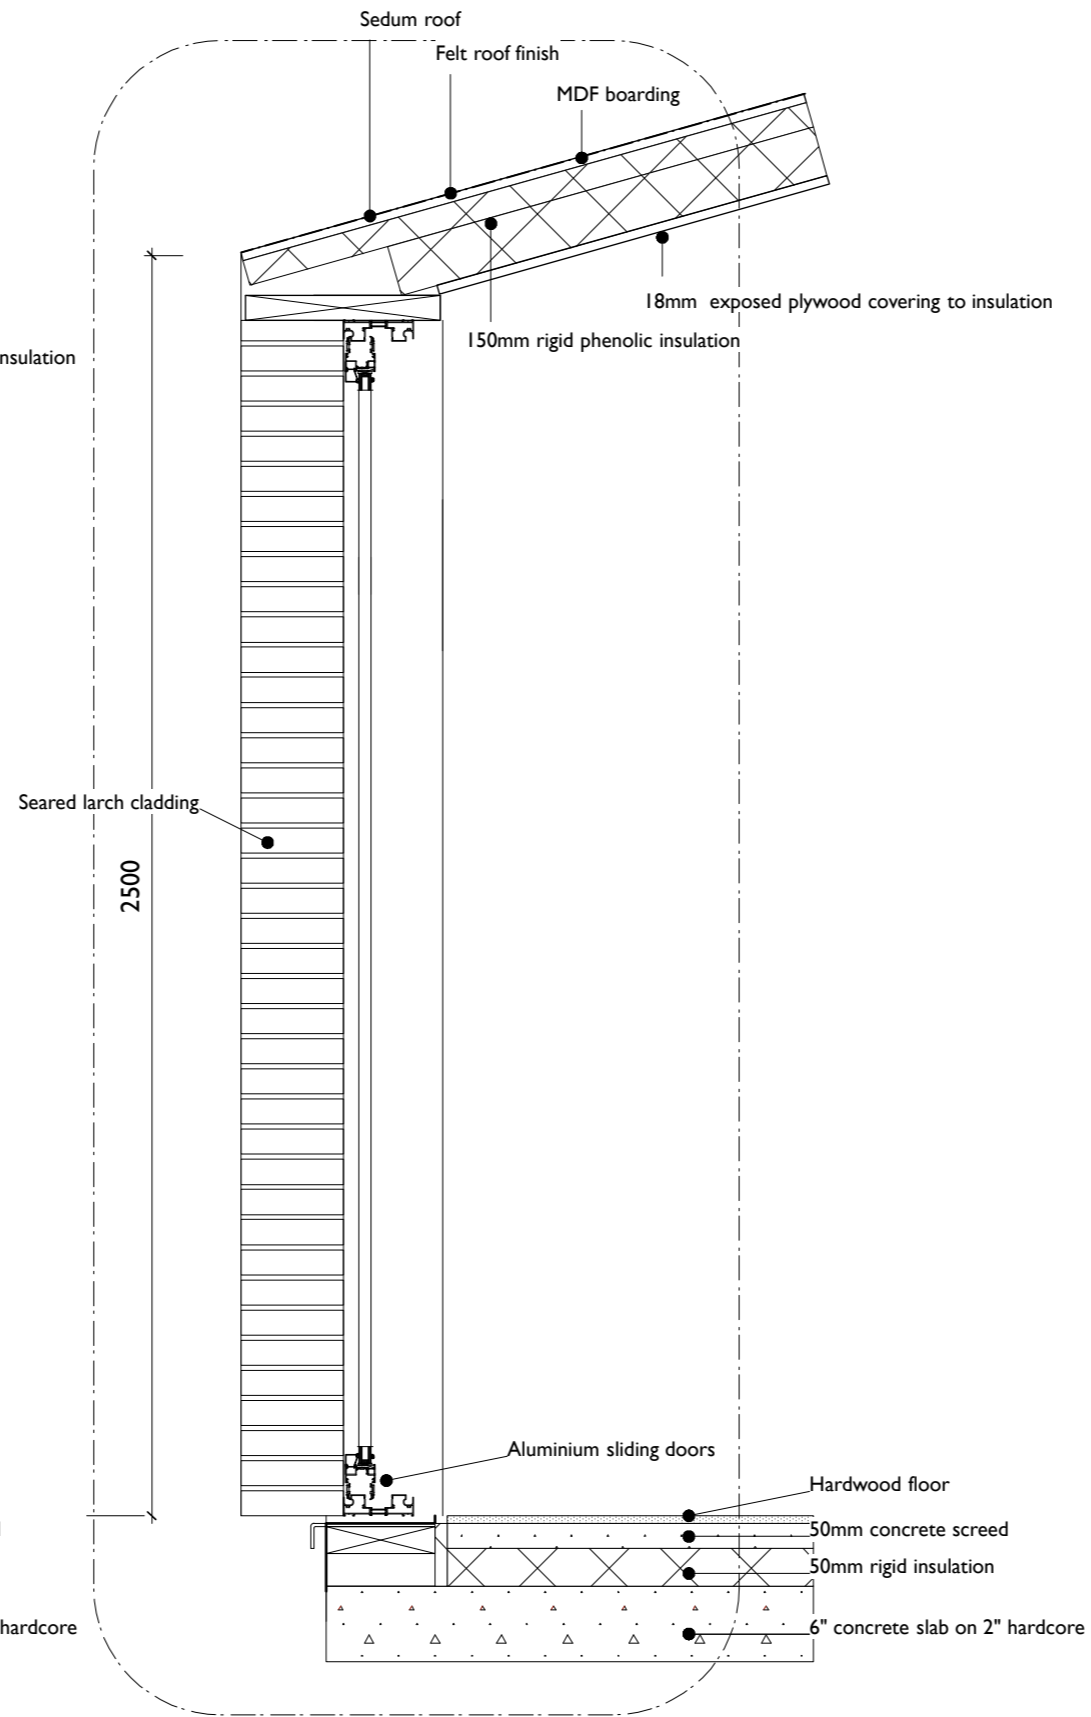 Sedum roof
Felt roof finish
MDF boarding
18mm exposed plywood covering to insulation
150mm rigid phenolic insulation
nsulation
Seared larch cladding
2500
Aluminium sliding doors
Hardwood floor
50mm concrete screed
50mm rigid insulation
6" concrete slab on 2" hardcore
hardcore